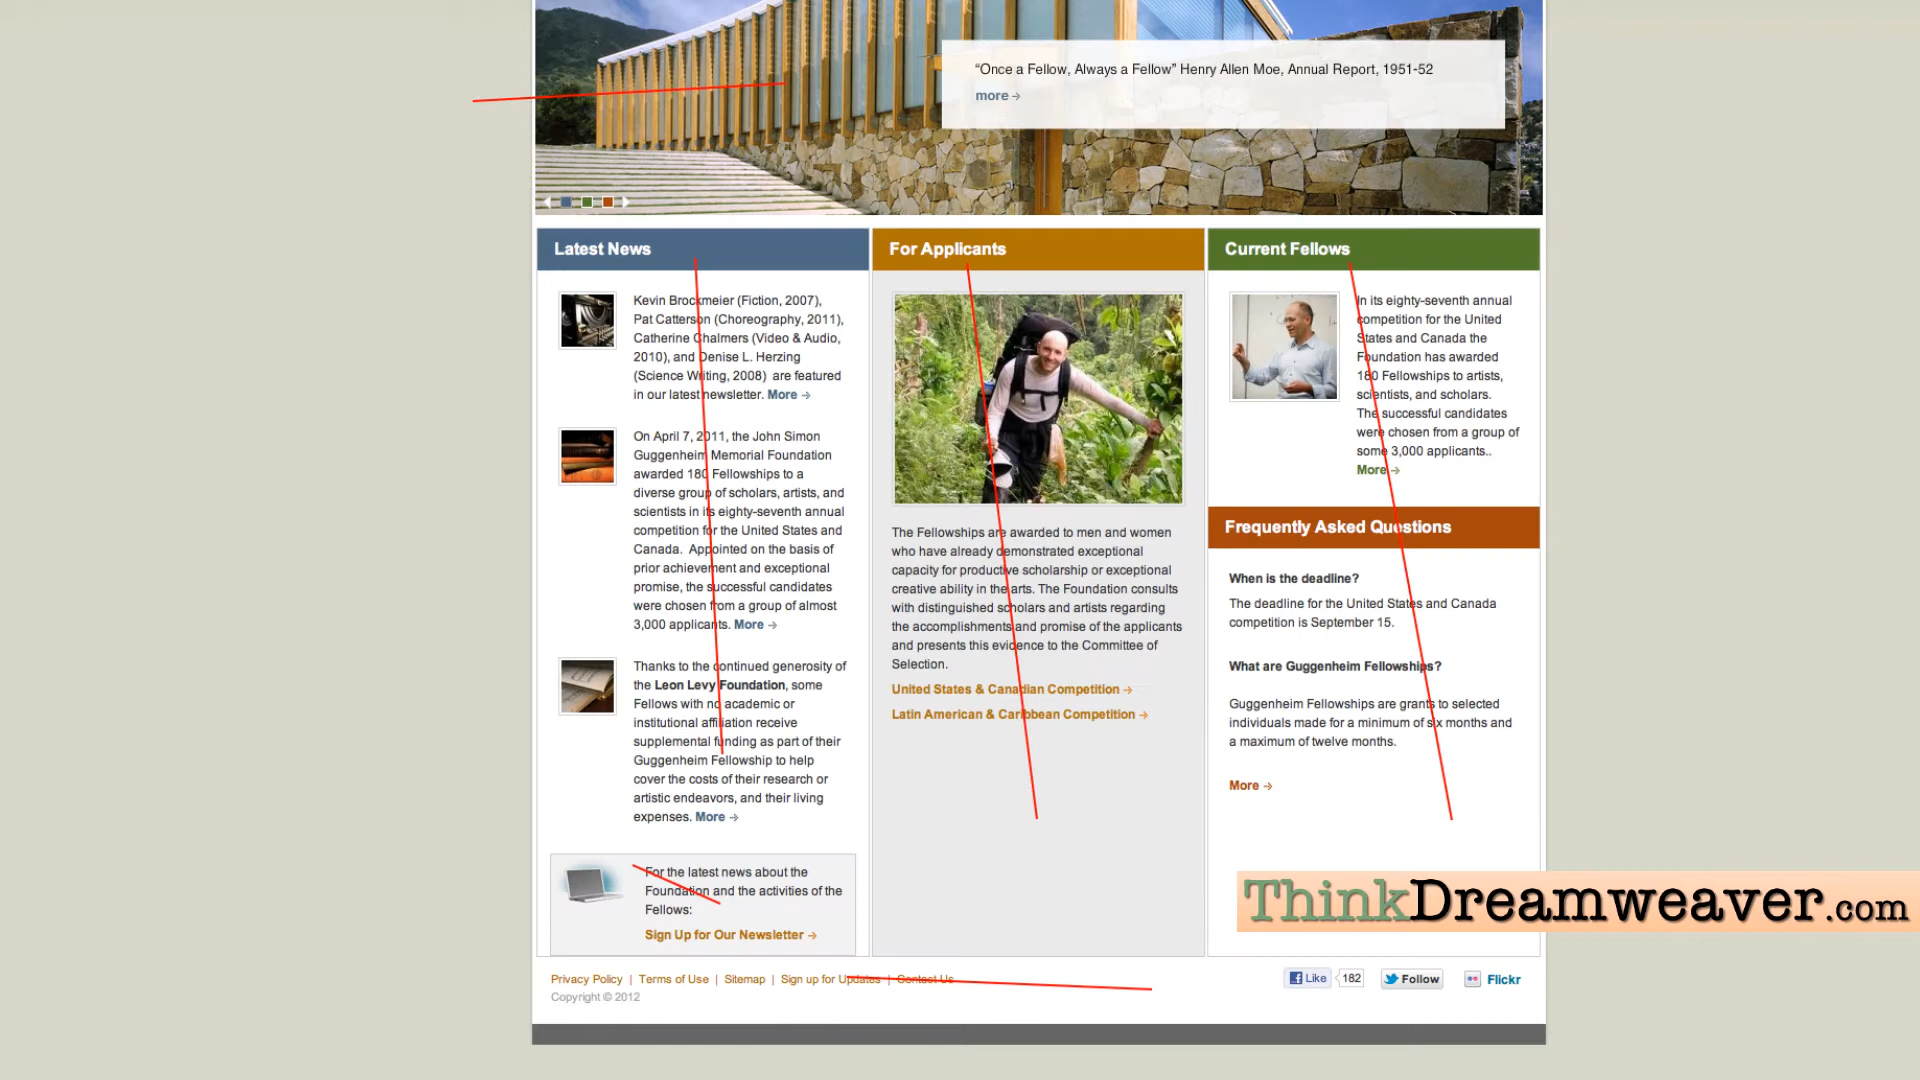 “Once a Fellow, Always a Fellow” Henry Allen Moe, Annual Report, 1951-52
more
Latest News
Kevin Brockmeier (Fiction, 2007),
Pat Catterson (Choreography, 2011),
Catherine Chalmers (Video & Audio,
2010), and Denise L. Herzing
(Science Writing, 2008)  are featured
in our latest newsletter. More
On April 7, 2011, the John Simon
Guggenheim Memorial Foundation
awarded 180 Fellowships to a
diverse group of scholars, artists, and
scientists in its eighty-seventh annual
competition for the United States and
Canada.  Appointed on the basis of
prior achievement and exceptional
promise, the successful candidates
were chosen from a group of almost
3,000 applicants. More
Thanks to the continued generosity of
the Leon Levy Foundation, some
Fellows with no academic or
institutional affiliation receive
supplemental funding as part of their
Guggenheim Fellowship to help
cover the costs of their research or
artistic endeavors, and their living
expenses. More
For the latest news about the
Foundation and the activities of the
Fellows:
Sign Up for Our Newsletter
For Applicants
The Fellowships are awarded to men and women
who have already demonstrated exceptional
capacity for productive scholarship or exceptional
creative ability in the arts. The Foundation consults
with distinguished scholars and artists regarding
the accomplishments and promise of the applicants
and presents this evidence to the Committee of
Selection.
United States & Canadian Competition
Latin American & Caribbean Competition
Current Fellows
In its eighty-seventh annual
competition for the United
States and Canada the
Foundation has awarded
180 Fellowships to artists,
scientists, and scholars.
The successful candidates
were chosen from a group of
some 3,000 applicants..
More
Frequently Asked Questions
When is the deadline?
The deadline for the United States and Canada
competition is September 15.
What are Guggenheim Fellowships?
Guggenheim Fellowships are grants to selected
individuals made for a minimum of six months and
a maximum of twelve months.
More
ThinkDreamweaver.com
Privacy Policy | Terms of Use | Sitemap | Sign up for Updates | Contact Us
Like 182 Follow Flickr
Copyright © 2012